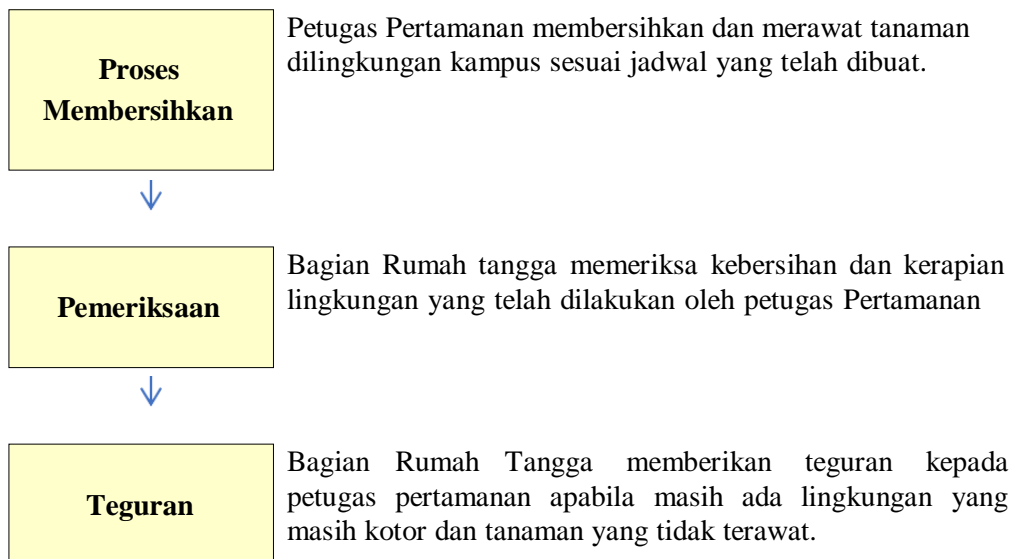 Proses
Membersihkan
Petugas Pertamanan membersihkan dan merawat tanaman
dilingkungan kampus sesuai jadwal yang telah dibuat.
Pemeriksaan
Bagian Rumah tangga memeriksa kebersihan dan kerapian
lingkungan yang telah dilakukan oleh petugas Pertamanan
Teguran
Bagian Rumah Tangga memberikan teguran kepada
petugas pertamanan apabila masih ada lingkungan yang
masih kotor dan tanaman yang tidak terawat.